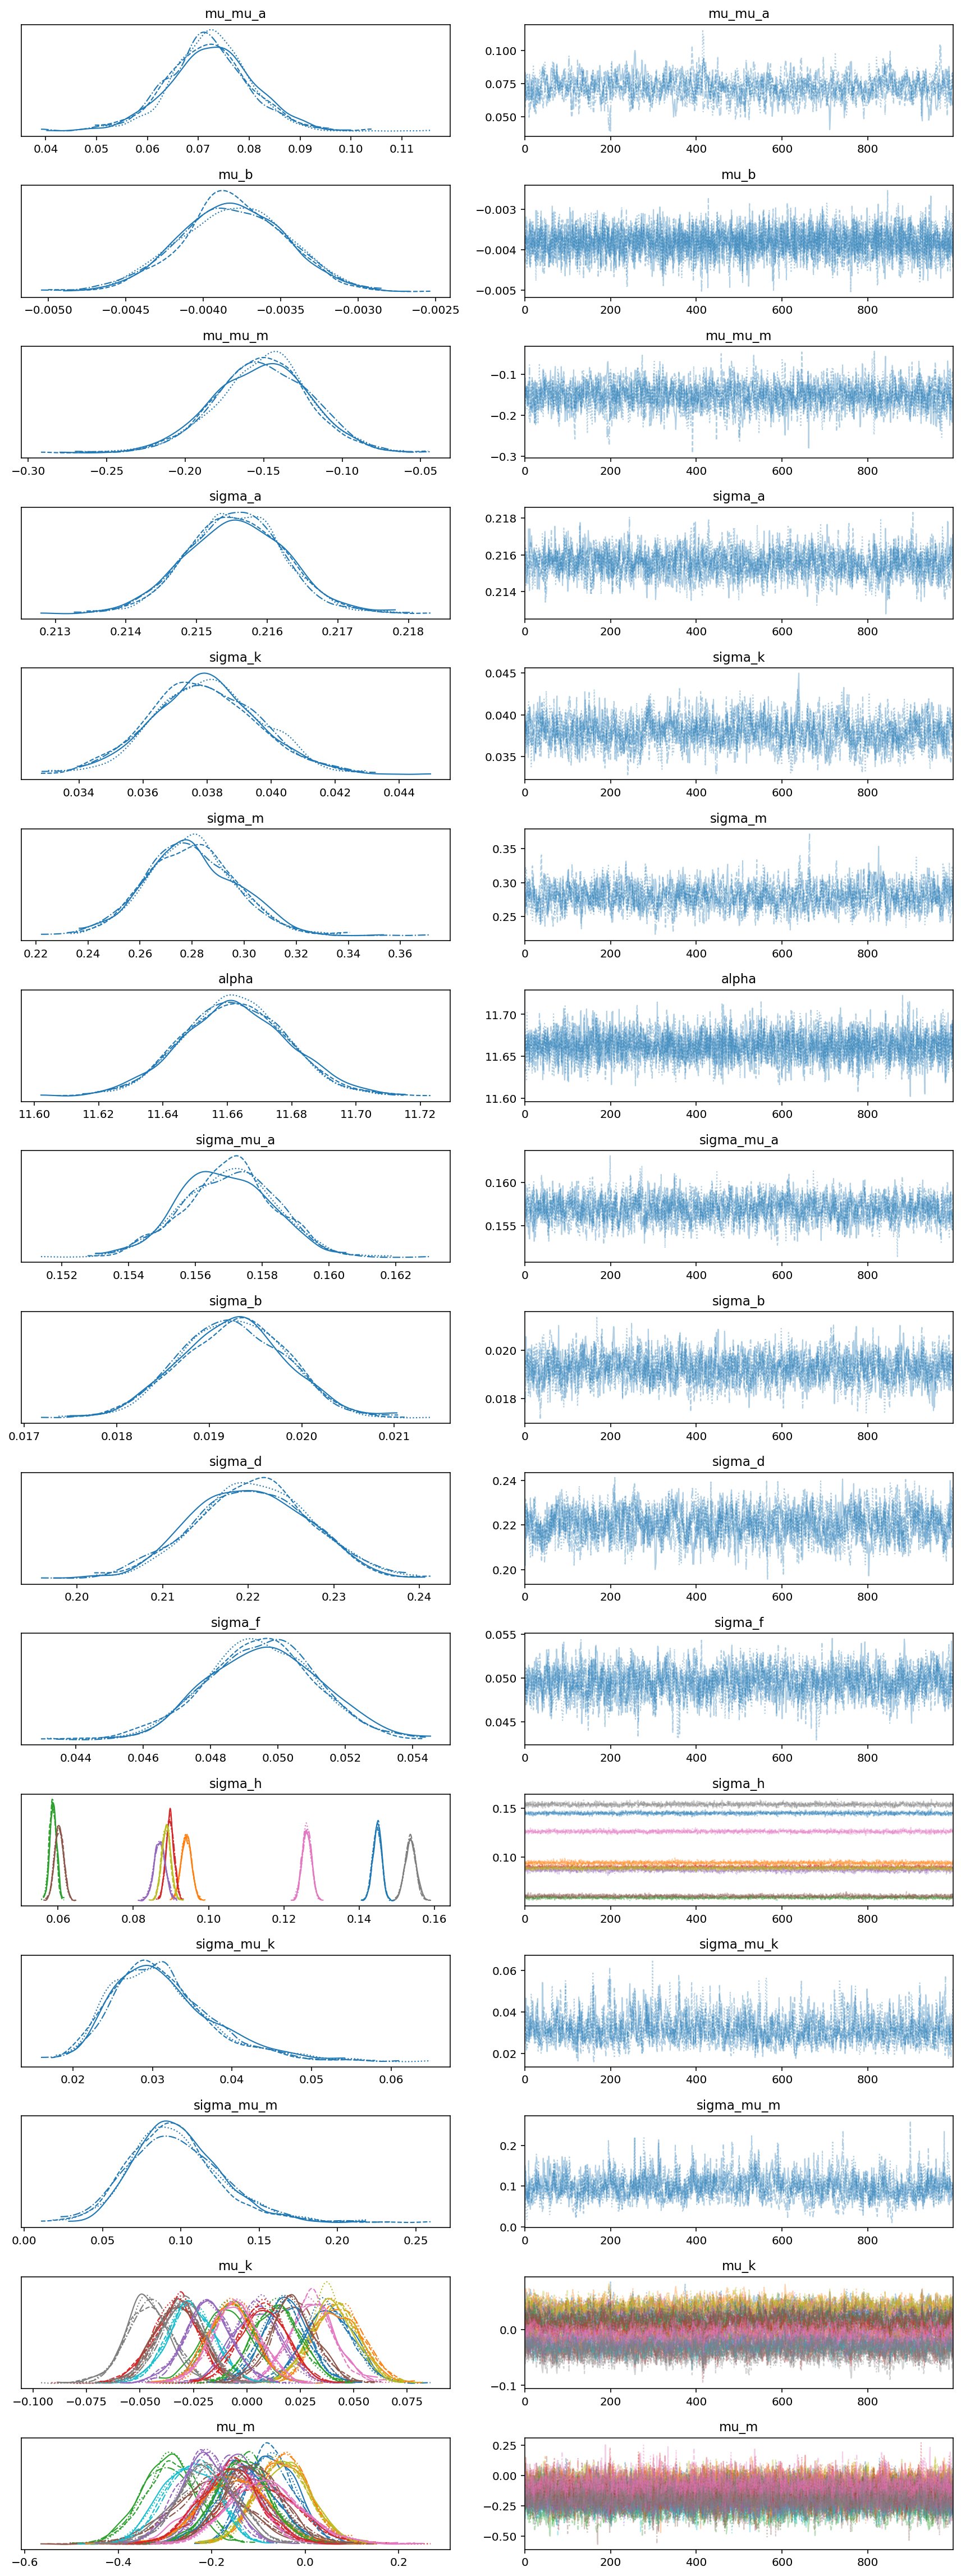 mu_mu_a mu_mu_a
0.100
0.075
0.050
0.04 0.05 0.06 0.07 0.08 0.09 0.10 0.11 0 200 400 600 800
mu_b mu_b
−0.003
−0.004
−0.005
−0.0050 −0.0045 −0.0040 −0.0035 −0.0030 −0.0025 0 200 400 600 800
mu_mu_m mu_mu_m
−0.1
−0.2
−0.3
−0.30 −0.25 −0.20 −0.15 −0.10 −0.05 0 200 400 600 800
sigma_a sigma_a
0.218
0.216
0.214
0.213 0.214 0.215 0.216 0.217 0.218 0 200 400 600 800
sigma_k sigma_k
0.045
0.040
0.035
0.034 0.036 0.038 0.040 0.042 0.044 0 200 400 600 800
sigma_m sigma_m
0.35
0.30
0.25
0.22 0.24 0.26 0.28 0.30 0.32 0.34 0.36 0 200 400 600 800
alpha alpha
11.70
11.65
11.60
11.60 11.62 11.64 11.66 11.68 11.70 11.72 0 200 400 600 800
sigma_mu_a sigma_mu_a
0.160
0.155
0.152 0.154 0.156 0.158 0.160 0.162 0 200 400 600 800
sigma_b sigma_b
0.020
0.018
0.017 0.018 0.019 0.020 0.021 0 200 400 600 800
sigma_d sigma_d
0.24
0.22
0.20
0.20 0.21 0.22 0.23 0.24 0 200 400 600 800
sigma_f sigma_f
0.055
0.050
0.045
0.044 0.046 0.048 0.050 0.052 0.054 0 200 400 600 800
sigma_h sigma_h
0.15
0.10
0.06 0.08 0.10 0.12 0.14 0.16 0 200 400 600 800
sigma_mu_k sigma_mu_k
0.06
0.04
0.02
0.02 0.03 0.04 0.05 0.06 0 200 400 600 800
sigma_mu_m sigma_mu_m
0.2
0.1
0.0
0.00 0.05 0.10 0.15 0.20 0.25 0 200 400 600 800
mu_k mu_k
0.0
−0.1
−0.100 −0.075 −0.050 −0.025 0.000 0.025 0.050 0.075 0 200 400 600 800
mu_m mu_m
0.25
0.00
−0.25
−0.50
−0.6 −0.4 −0.2 0.0 0.2 0 200 400 600 800